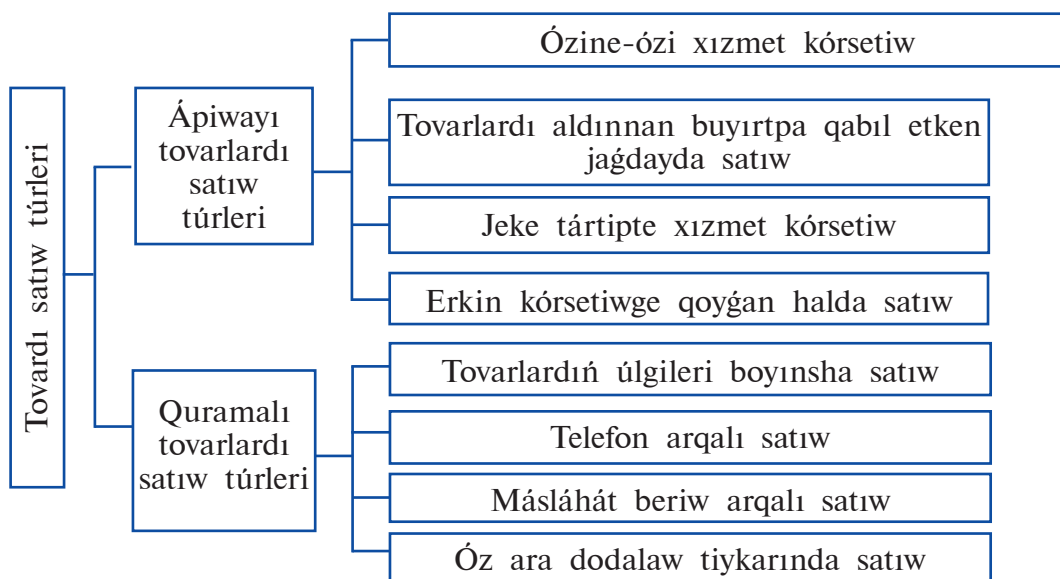 Tovardı satıw túrleri
Ápiwayı
tovarlardı
satıw
túrleri
Ózine-ózi xızmet kórsetiw
Tovarlardı aldınnan buyırtpa qabıl etken
jaǵdayda satıw
Jeke tártipte xızmet kórsetiw
Erkin kórsetiwge qoyǵan halda satıw
Quramalı
tovarlardı
satıw túrleri
Tovarlardıń úlgileri boyınsha satıw
Telefon arqalı satıw
Másláhát beriw arqalı satıw
Óz ara dodalaw tiykarında satıw